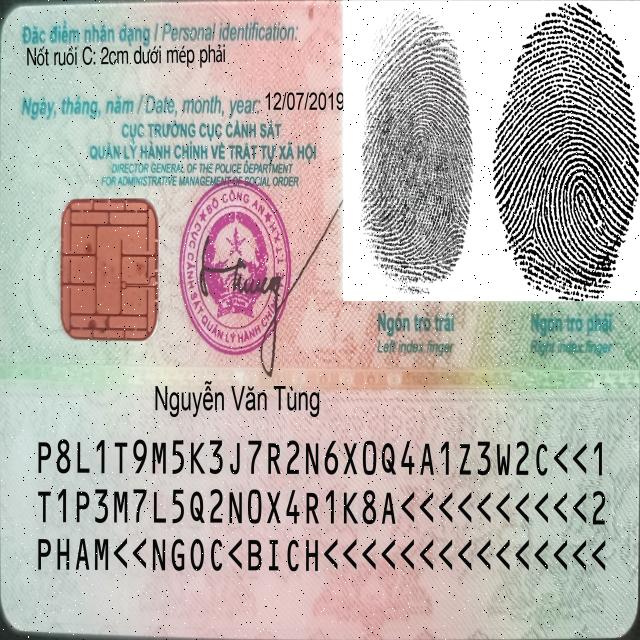 Đặc điểm nhân dạng / Personal identification:
Nốt ruồi C: 2cm dưới mép phải
Ngày, tháng, năm / Date, month, year: 12/07/2019
CỤC TRƯỞNG CỤC CẢNH SÁT
QUẢN LÝ HÀNH CHÍNH VỀ TRẬT TỰ XÃ HỘI
DIRECTOR GENERAL OF THE POLICE DEPARTMENT
FOR ADMINISTRATIVE MANAGEMENT OF SOCIAL ORDER
BỘ CÔNG AN
CỤC CẢNH SÁT QUẢN LÝ HÀNH CHÍNH
Ngón trỏ trái
Left index finger
Ngón trỏ phải
Right index finger
Nguyễn Văn Tùng
P8L1T9M5K3J7R2N6X0Q4A1Z3W2C<<1
T1P3M7L5Q2N0X4R1K8A<<<<<<<<<<2
PHAM<<NGOC<BICH<<<<<<<<<<<<<<<